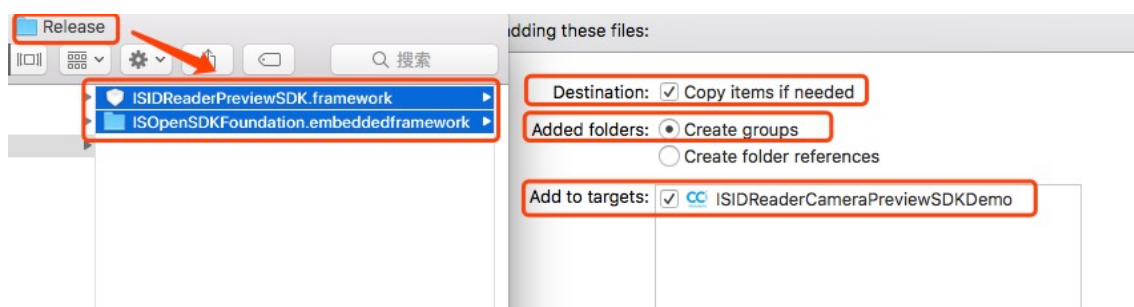 Release
搜索
ISIDReaderPreviewSDK.framework
ISOpenSDKFoundation.embeddedframework
dding these files:
Destination: Copy items if needed
Added folders: Create groups
Create folder references
Add to targets: CC ISIDReaderCameraPreviewSDKDemo